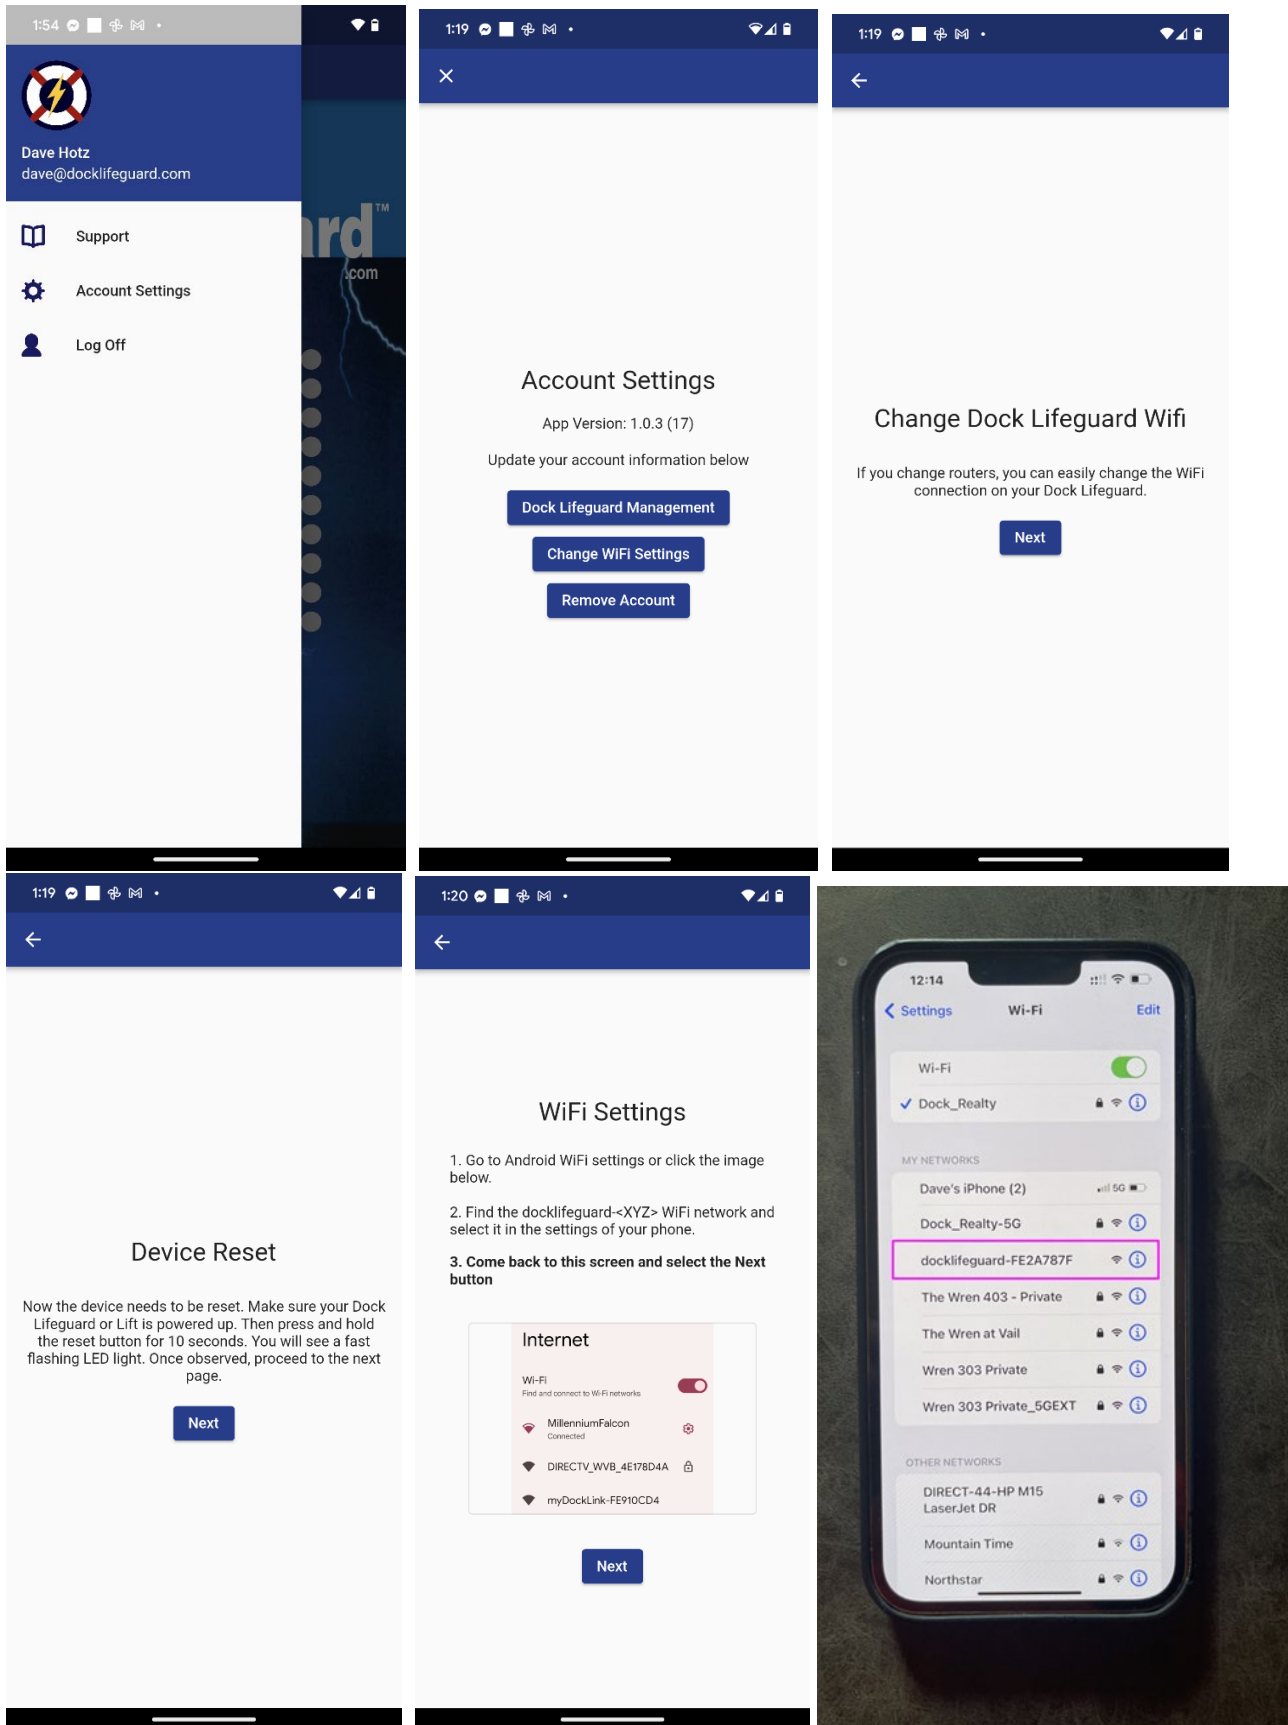 1:54
Dave Hotz
dave@docklifeguard.com
Support
Account Settings
Log Off
ard™
.com
1:19
Account Settings
App Version: 1.0.3 (17)
Update your account information below
Dock Lifeguard Management
Change WiFi Settings
Remove Account
1:19
Change Dock Lifeguard Wifi
If you change routers, you can easily change the WiFi
connection on your Dock Lifeguard.
Next
1:19
Device Reset
Now the device needs to be reset. Make sure your Dock
Lifeguard or Lift is powered up. Then press and hold
the reset button for 10 seconds. You will see a fast
flashing LED light. Once observed, proceed to the next
page.
Next
1:20
WiFi Settings
1. Go to Android WiFi settings or click the image
below.
2. Find the docklifeguard-<XYZ> WiFi network and
select it in the settings of your phone.
3. Come back to this screen and select the Next
button
Internet
Wi-Fi
Find and connect to Wi-Fi networks
MillenniumFalcon
Connected
DIRECTV_WVB_4E178D4A
myDockLink-FE910CD4
Next
12:14
Settings Wi-Fi Edit
Wi-Fi
Dock_Realty
MY NETWORKS
Dave's iPhone (2) 5G
Dock_Realty-5G
docklifeguard-FE2A787F
The Wren 403 - Private
The Wren at Vail
Wren 303 Private
Wren 303 Private_5GEXT
OTHER NETWORKS
DIRECT-44-HP M15
LaserJet DR
Mountain Time
Northstar